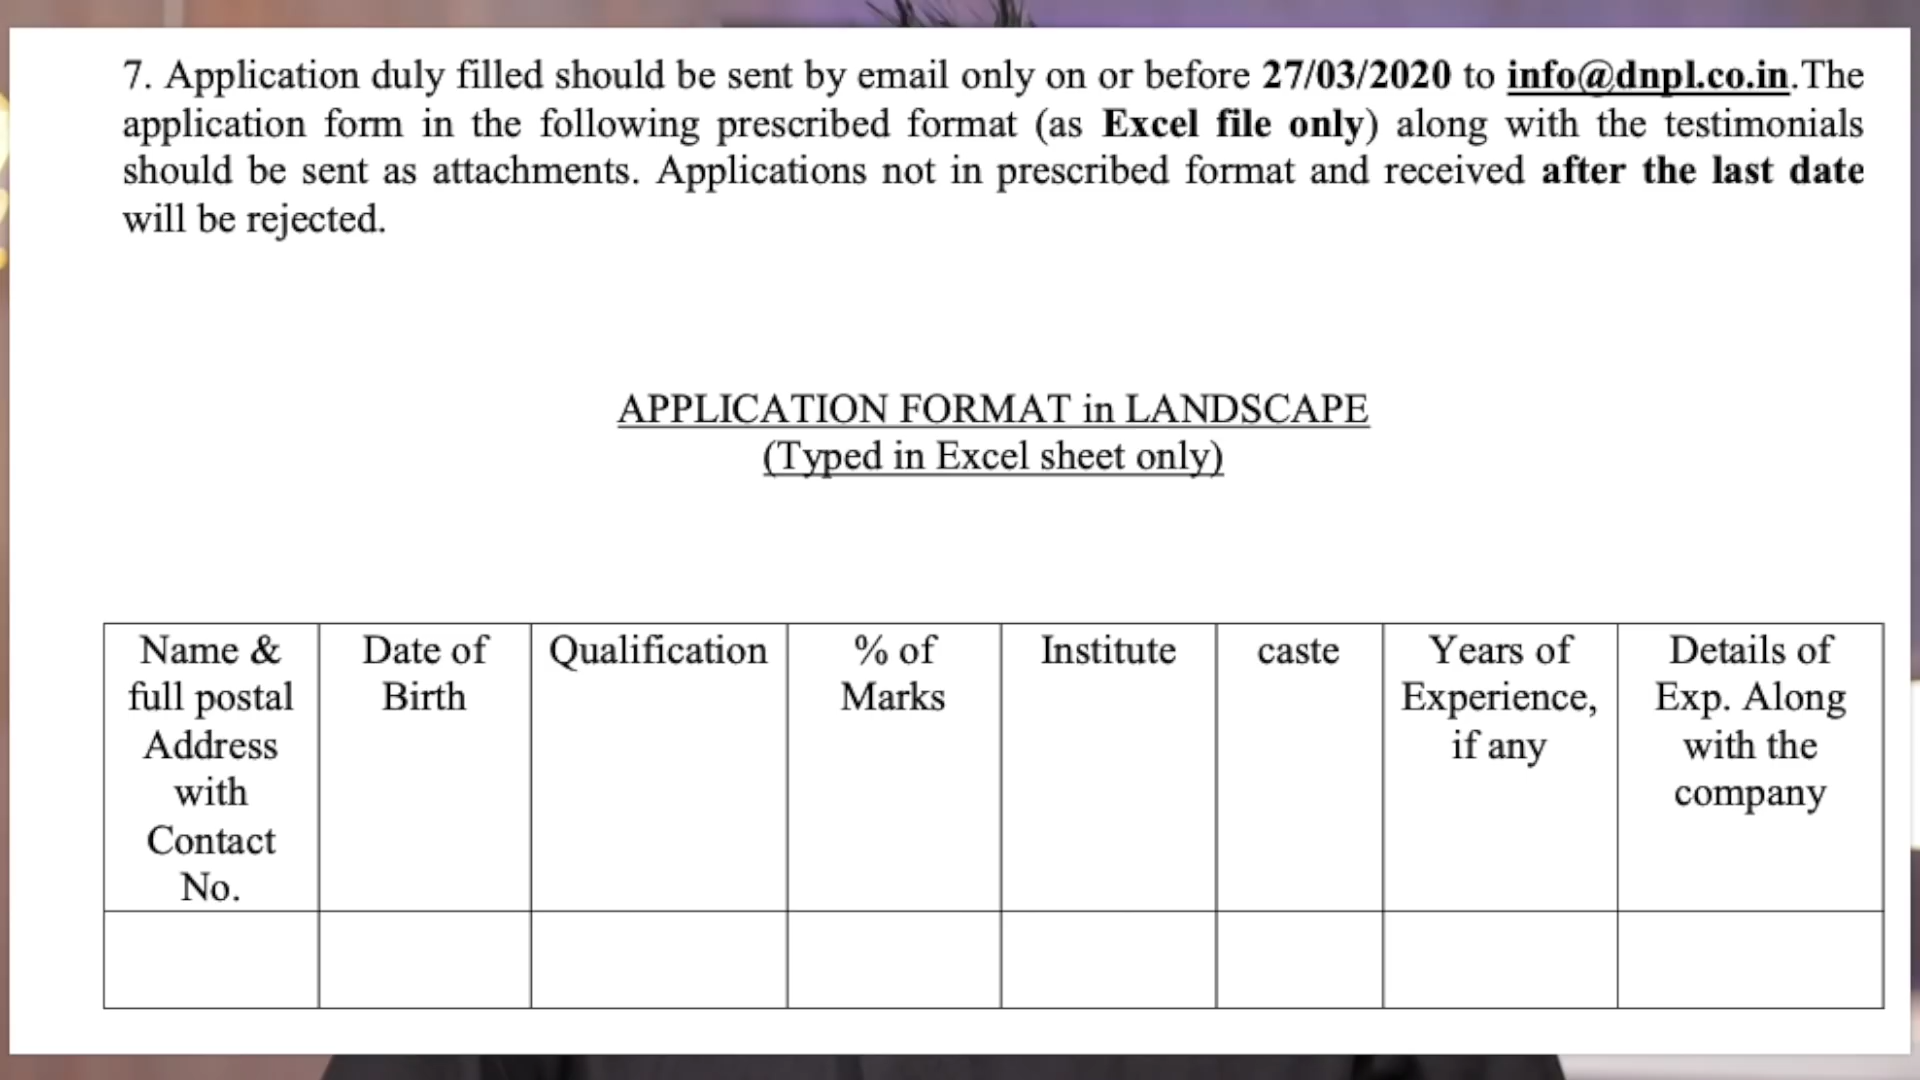 7. Application duly filled should be sent by email only on or before 27/03/2020 to info@dnpl.co.in.The
application form in the following prescribed format (as Excel file only) along with the testimonials
should be sent as attachments. Applications not in prescribed format and received after the last date
will be rejected.
APPLICATION FORMAT in LANDSCAPE
(Typed in Excel sheet only)
Name &
full postal
Address
with
Contact
No.
Date of
Birth
Qualification
% of
Marks
Institute
caste
Years of
Experience,
if any
Details of
Exp. Along
with the
company